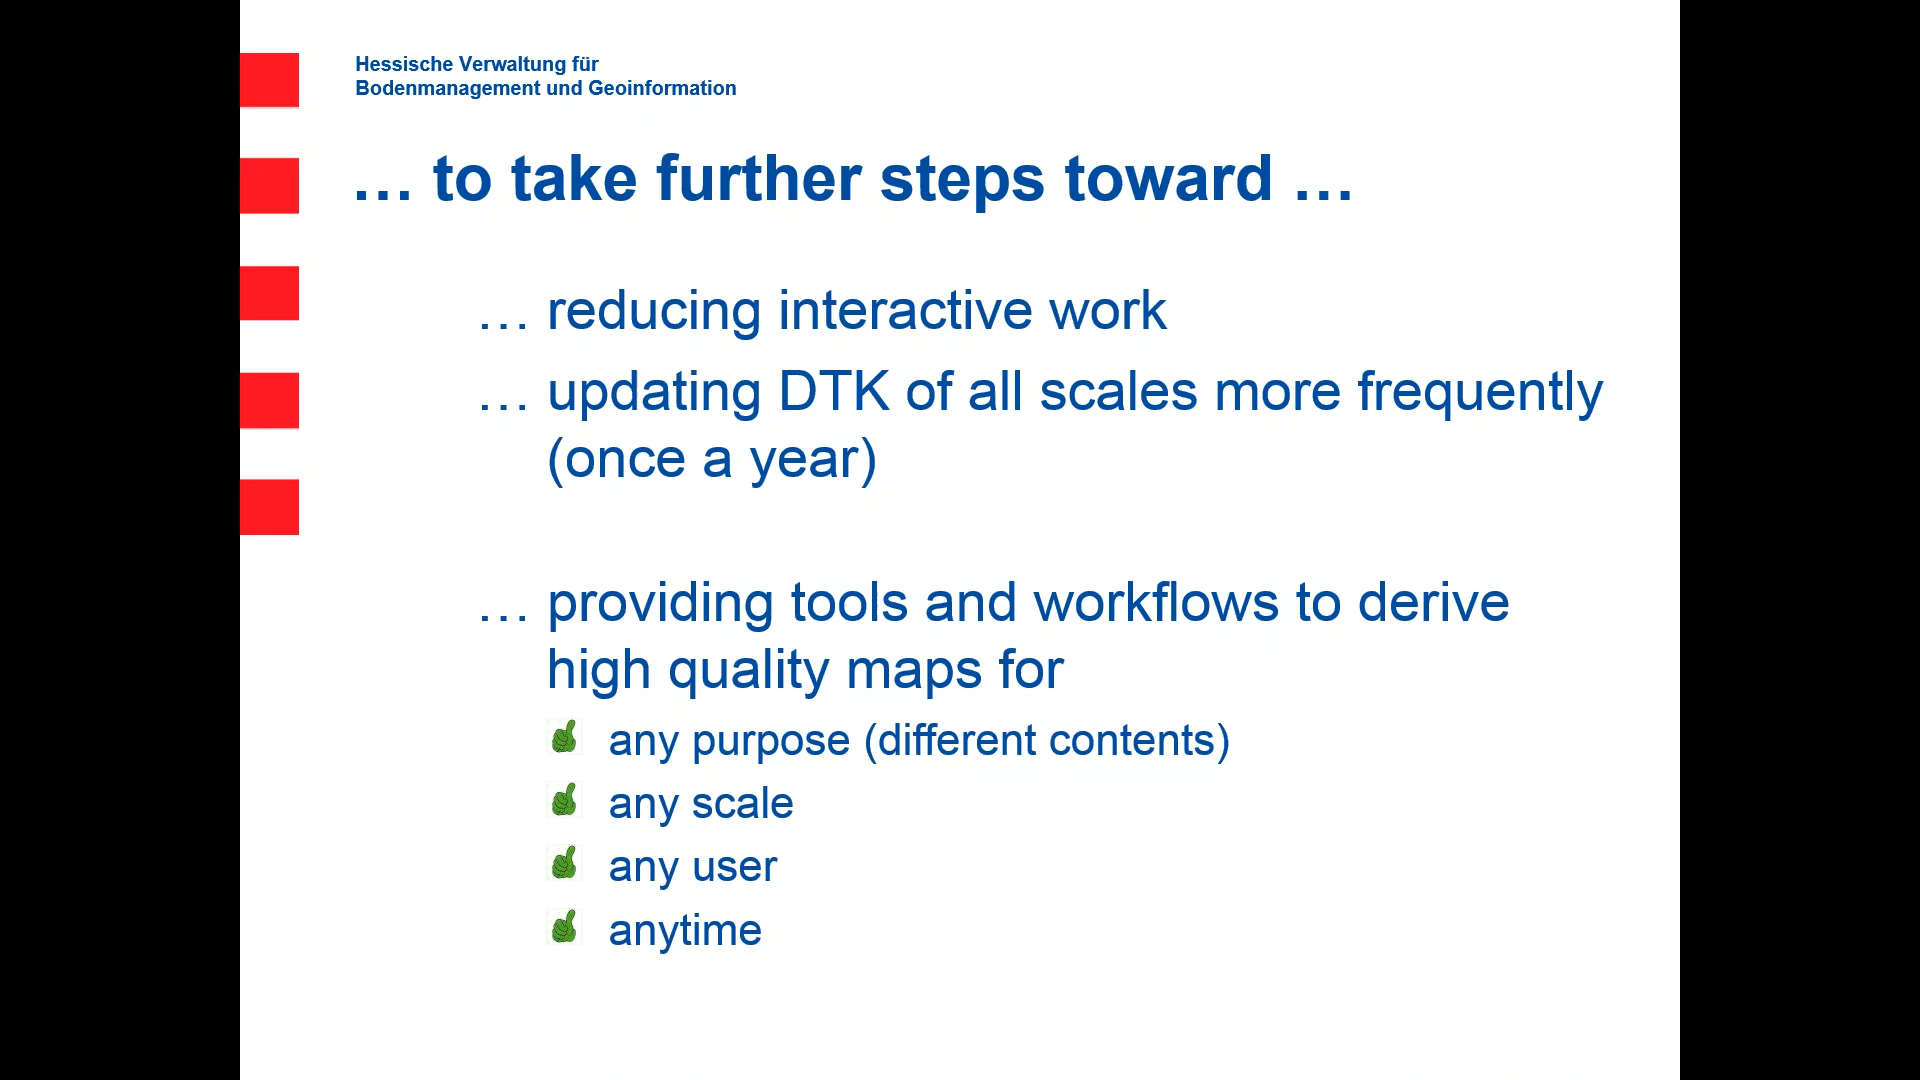 Hessische Verwaltung für
Bodenmanagement und Geoinformation
… to take further steps toward …
… reducing interactive work
… updating DTK of all scales more frequently
(once a year)
… providing tools and workflows to derive
high quality maps for
any purpose (different contents)
any scale
any user
anytime